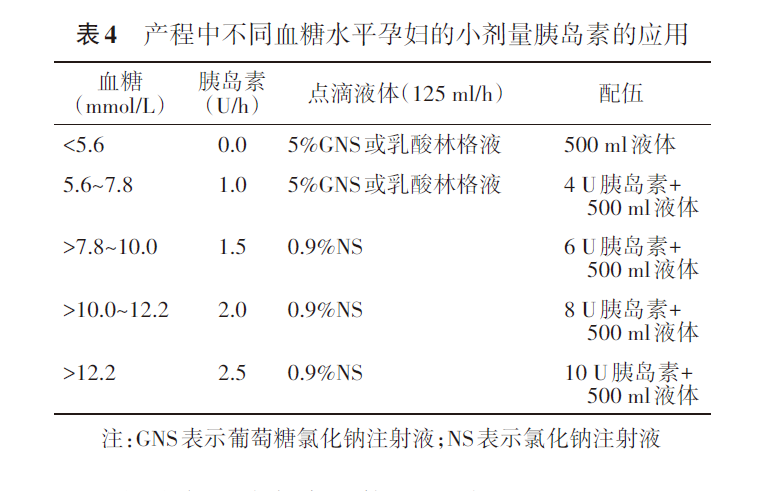 表4 产程中不同血糖水平孕妇的小剂量胰岛素的应用
血糖 胰岛素 点滴液体(125 ml/h) 配伍
(mmol/L) (U/h)
<5.6 0.0 5%GNS或乳酸林格液 500 ml液体
5.6~7.8 1.0 5%GNS或乳酸林格液 4 U胰岛素+
500 ml液体
>7.8~10.0 1.5 0.9%NS 6 U胰岛素+
500 ml液体
>10.0~12.2 2.0 0.9%NS 8 U胰岛素+
500 ml液体
>12.2 2.5 0.9%NS 10 U胰岛素+
500 ml液体
注:GNS表示葡萄糖氯化钠注射液;NS表示氯化钠注射液